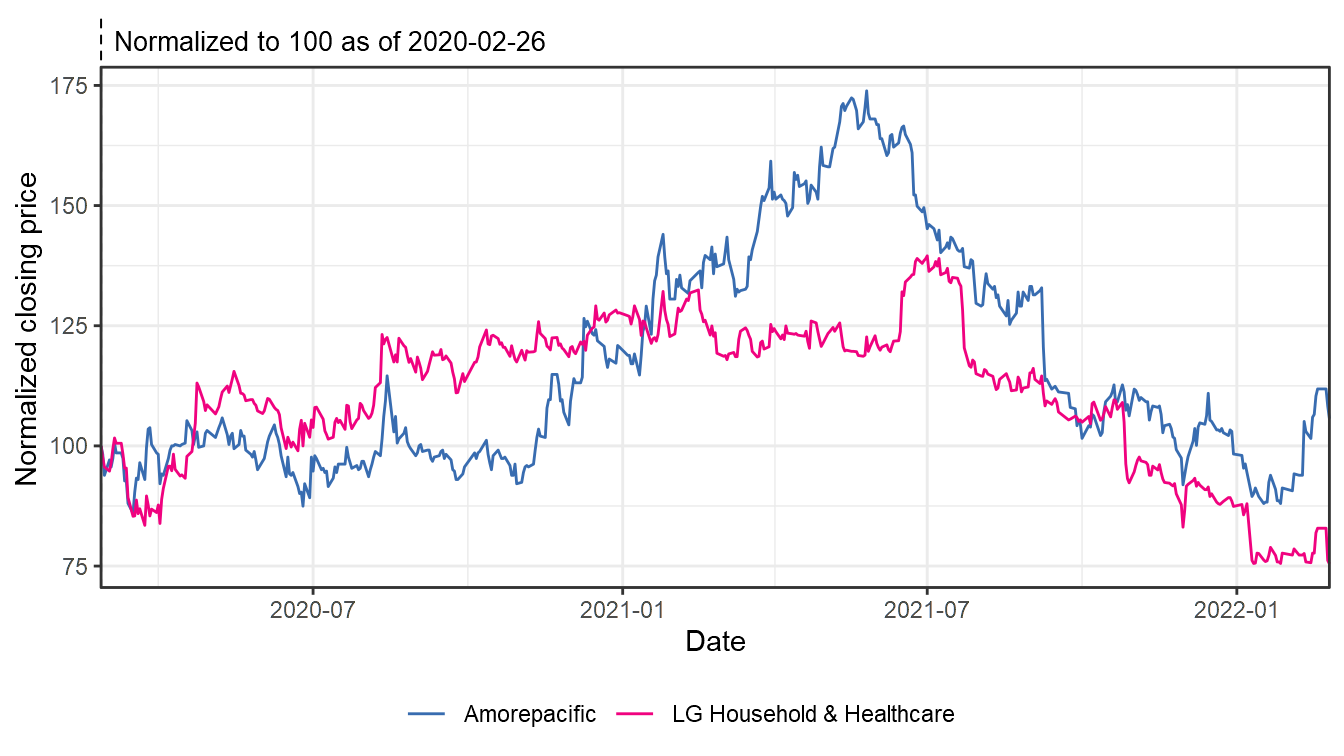 Normalized to 100 as of 2020-02-26
175
150
125
100
75
Normalized closing price
2020-07 2021-01 2021-07 2022-01
Date
Amorepacific LG Household & Healthcare